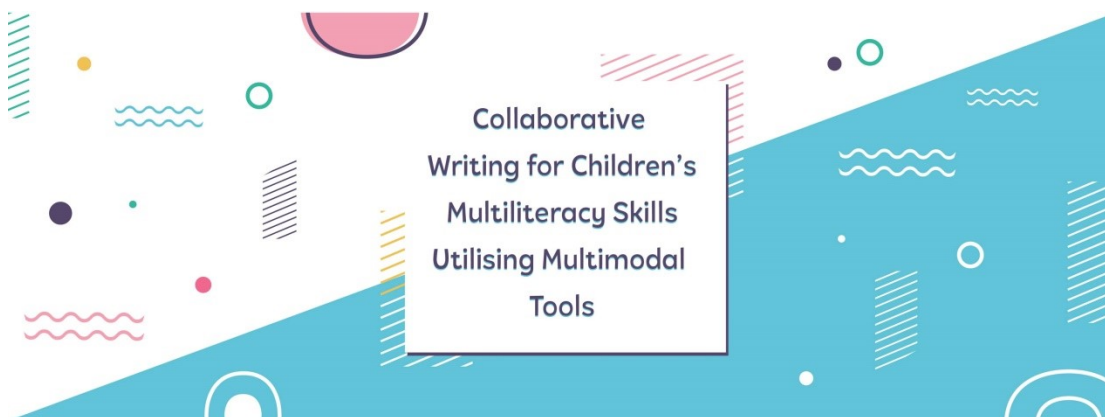 Collaborative
Writing for Children's
Multiliteracy Skills
Utilising Multimodal
Tools